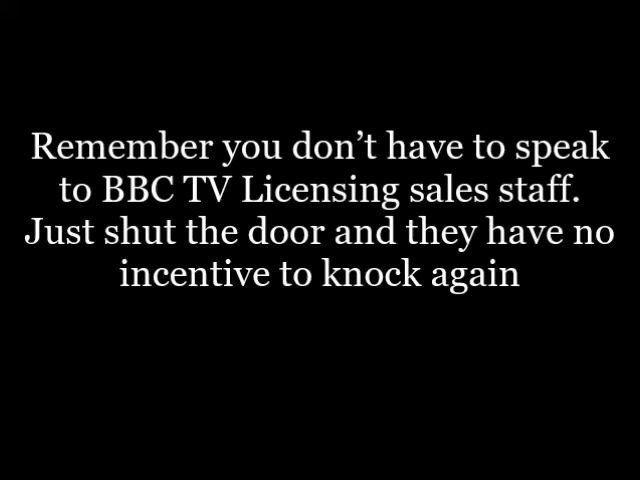 Remember you don’t have to speak
to BBC TV Licensing sales staff.
Just shut the door and they have no
incentive to knock again